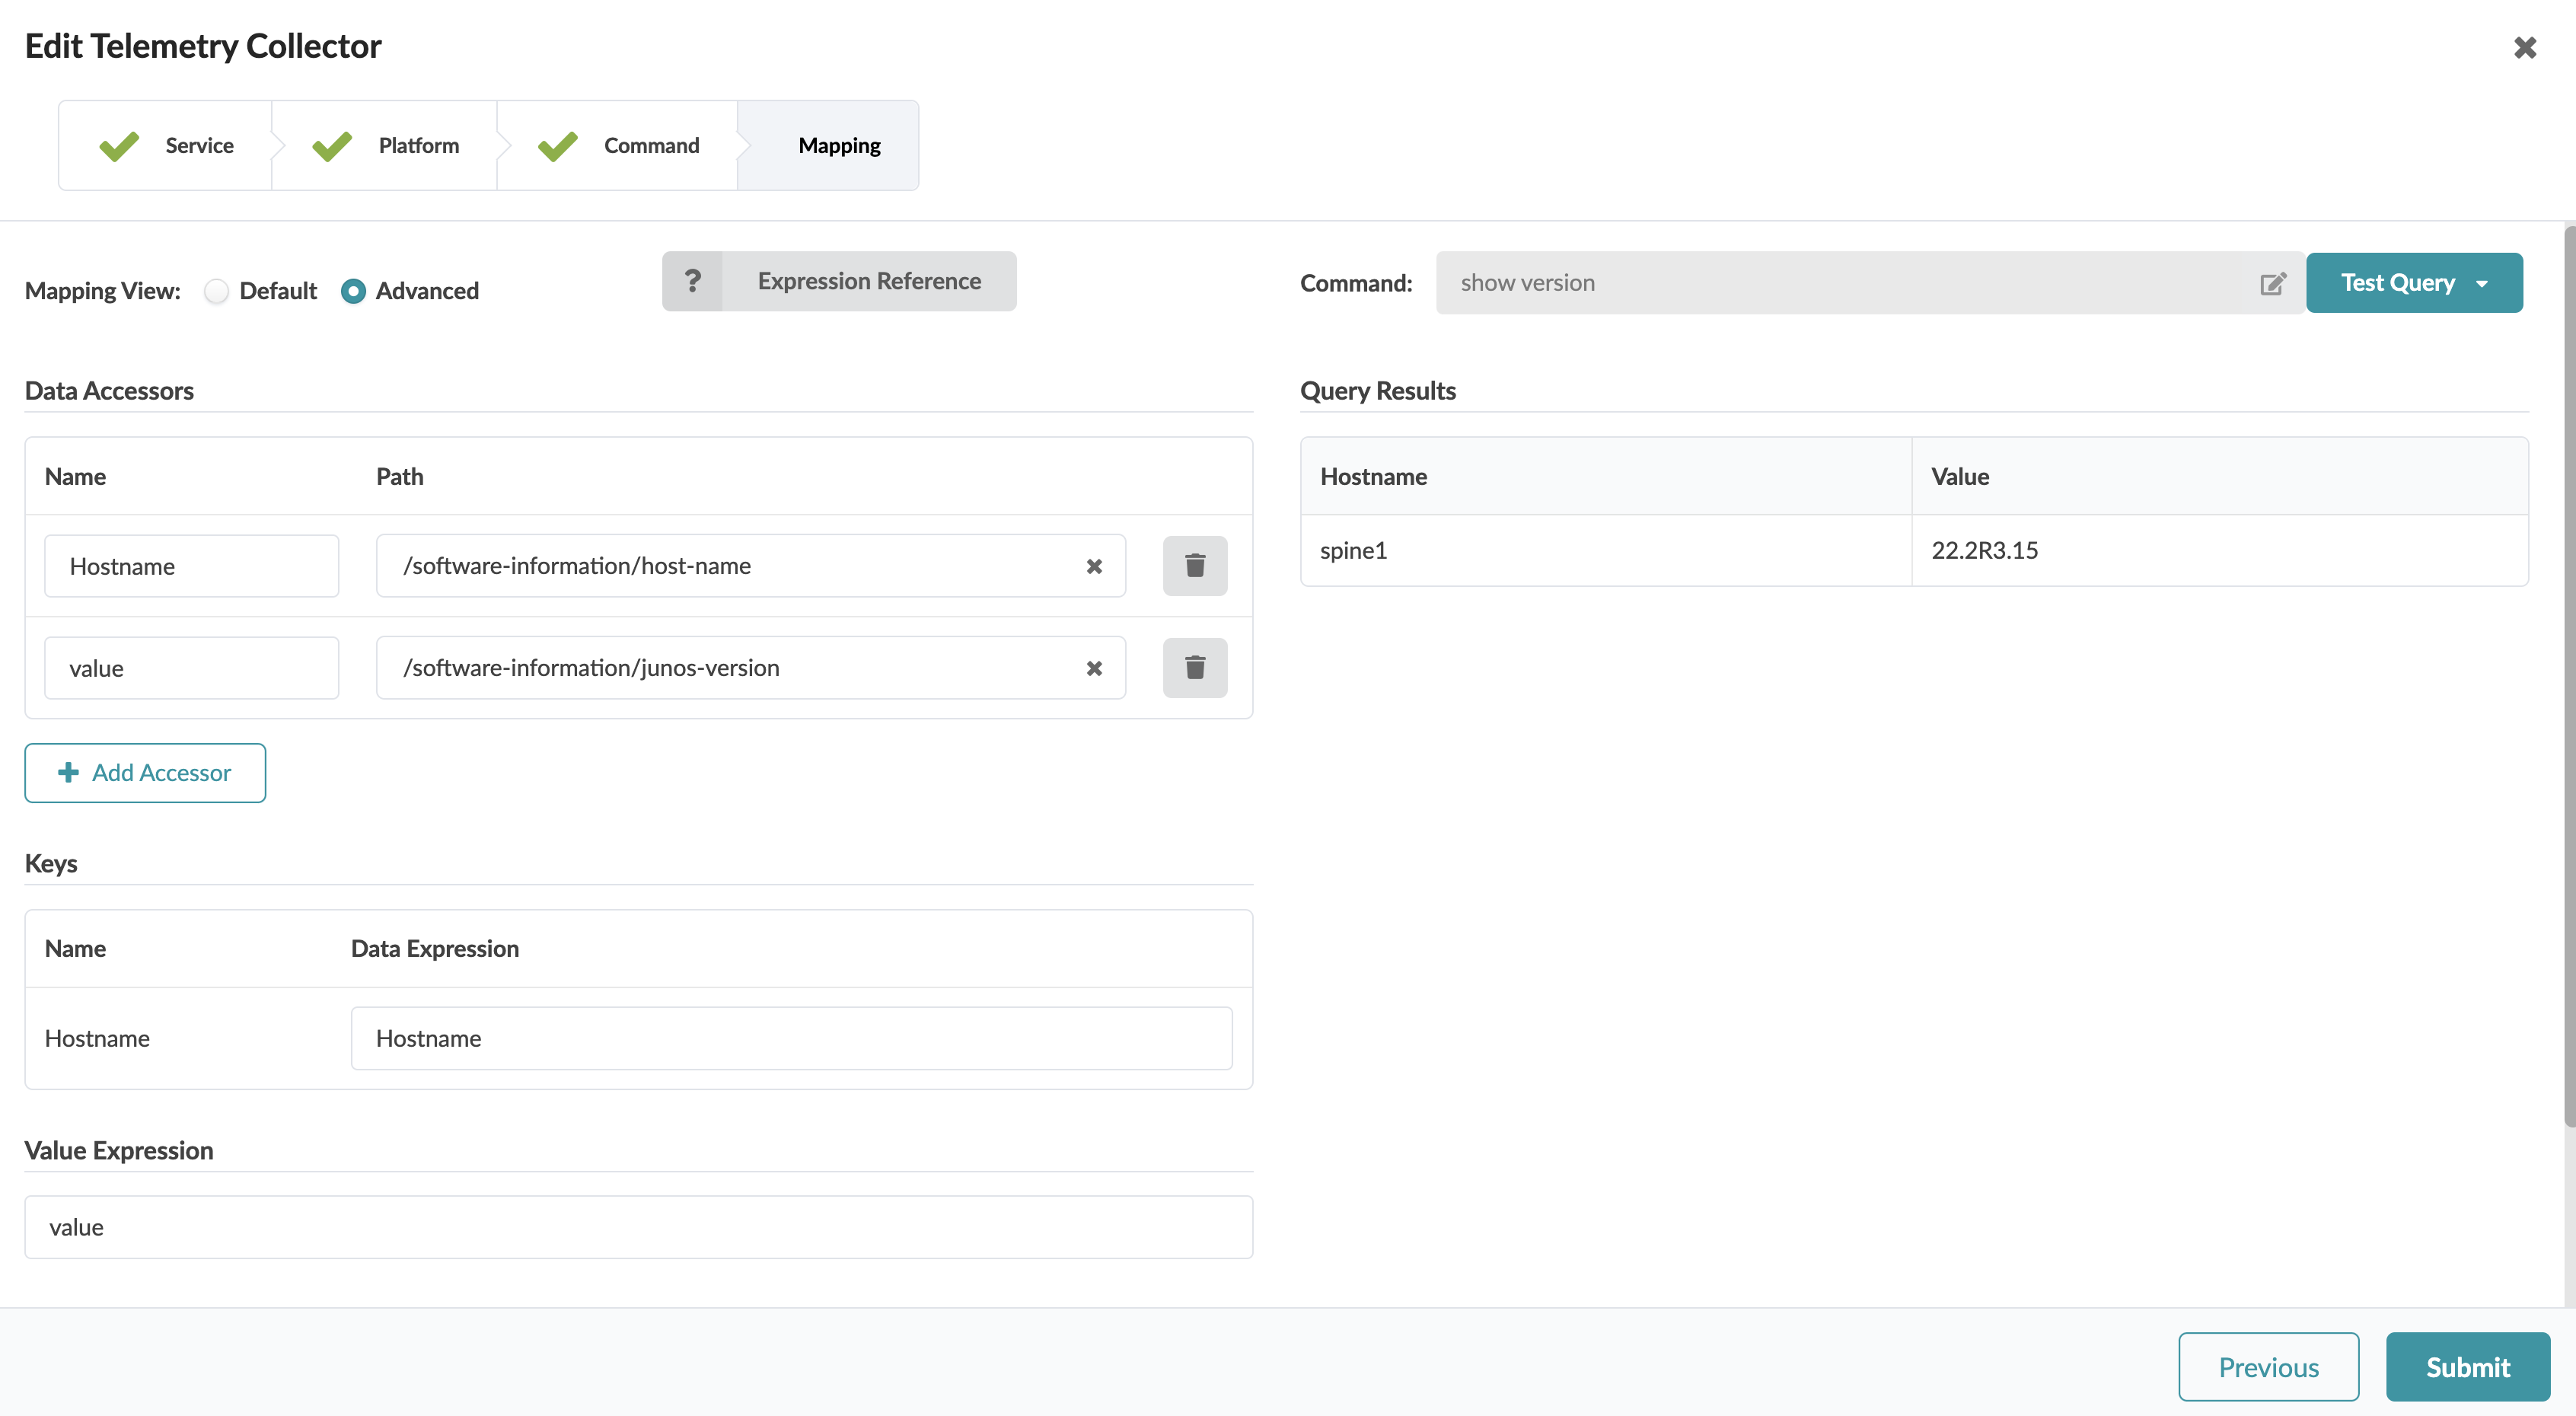 Edit Telemetry Collector
Service
Platform
Command
Mapping
Mapping View: Default Advanced
? Expression Reference
Command: show version
Test Query
Data Accessors
Name Path
Hostname /software-information/host-name
value /software-information/junos-version
Add Accessor
Keys
Name Data Expression
Hostname Hostname
Value Expression
value
Query Results
Hostname Value
spine1 22.2R3.15
Previous
Submit